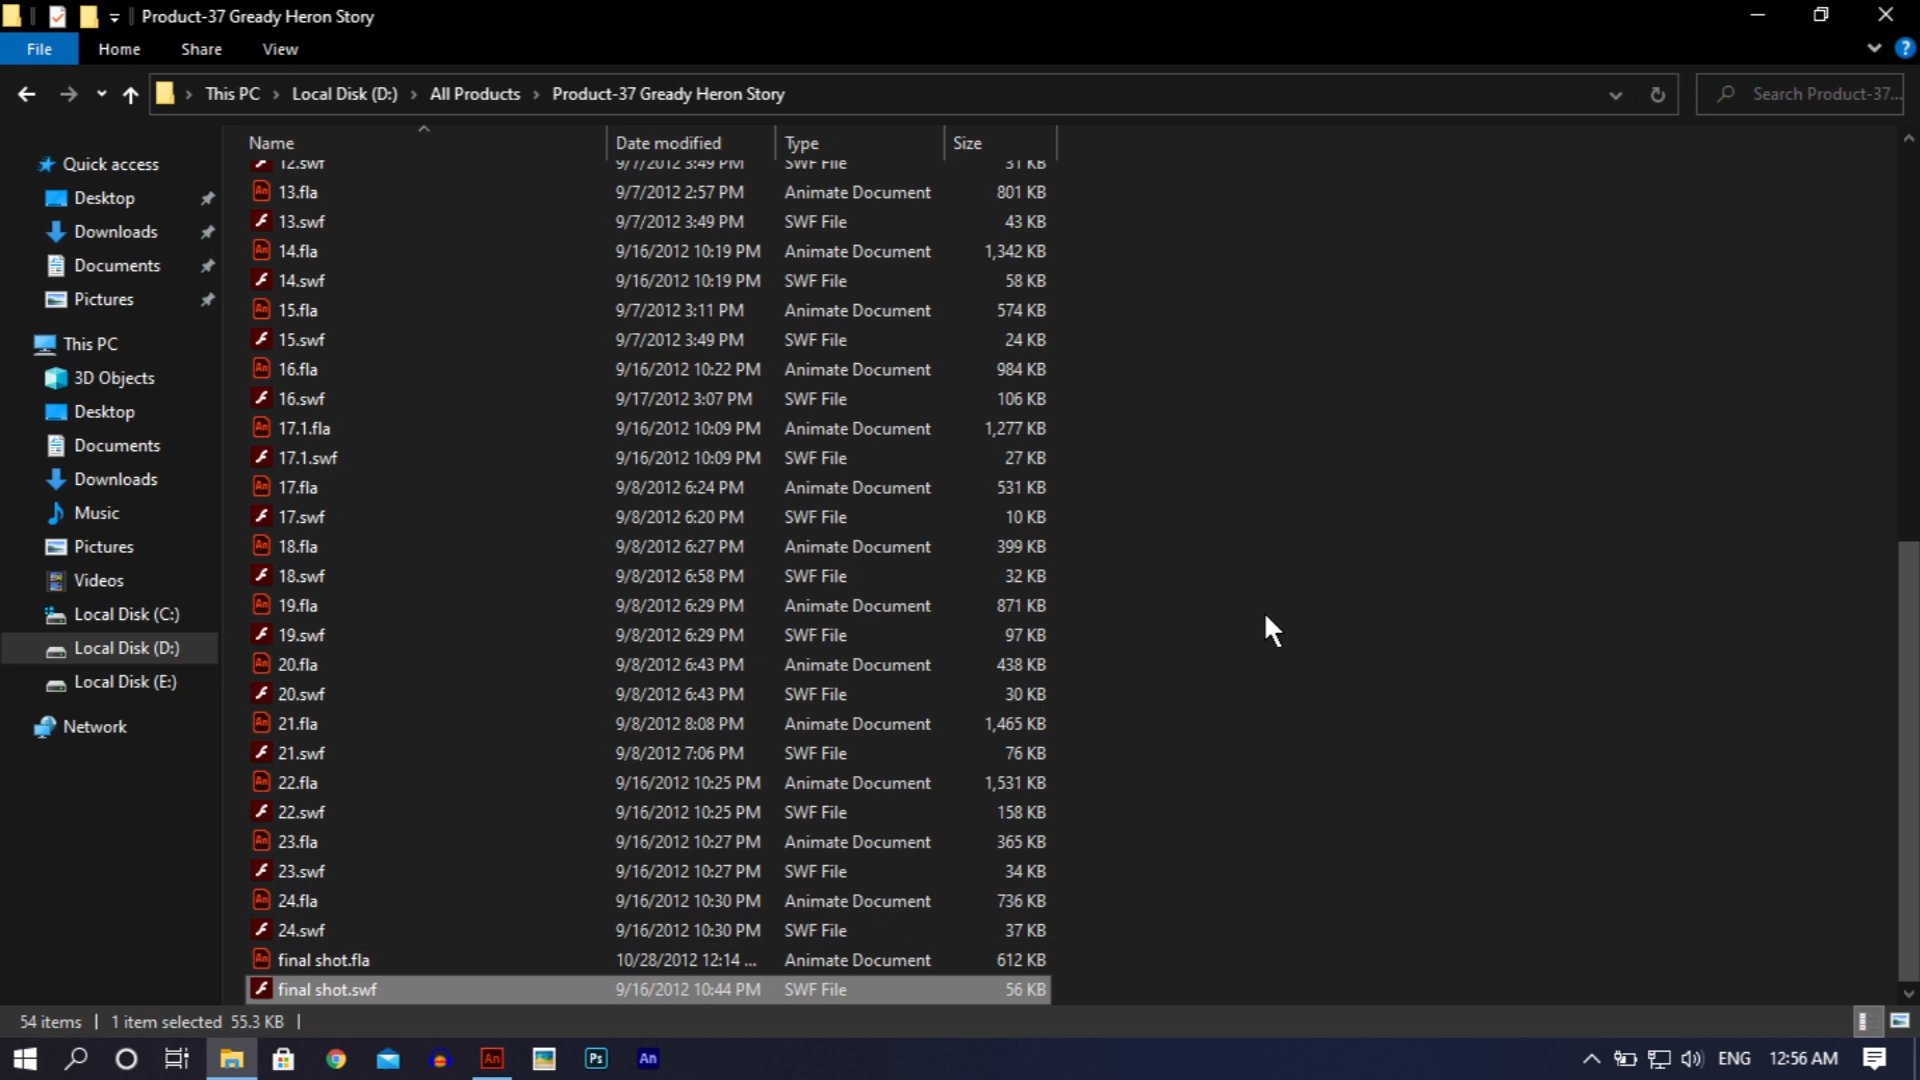 Product-37 Gready Heron Story
File Home Share View
This PC Local Disk (D:) All Products Product-37 Gready Heron Story Search Product-37...
Name Date modified Type Size
Quick access
Desktop
Downloads
Documents
Pictures
This PC
3D Objects
Desktop
Documents
Downloads
Music
Pictures
Videos
Local Disk (C:)
Local Disk (D:)
Local Disk (E:)
Network
12.swf 9/7/2012 3:49 PM SWF File 31 KB
13.fla 9/7/2012 2:57 PM Animate Document 801 KB
13.swf 9/7/2012 3:49 PM SWF File 43 KB
14.fla 9/16/2012 10:19 PM Animate Document 1,342 KB
14.swf 9/16/2012 10:19 PM SWF File 58 KB
15.fla 9/7/2012 3:11 PM Animate Document 574 KB
15.swf 9/7/2012 3:49 PM SWF File 24 KB
16.fla 9/16/2012 10:22 PM Animate Document 984 KB
16.swf 9/17/2012 3:07 PM SWF File 106 KB
17.1.fla 9/16/2012 10:09 PM Animate Document 1,277 KB
17.1.swf 9/16/2012 10:09 PM SWF File 27 KB
17.fla 9/8/2012 6:24 PM Animate Document 531 KB
17.swf 9/8/2012 6:20 PM SWF File 10 KB
18.fla 9/8/2012 6:27 PM Animate Document 399 KB
18.swf 9/8/2012 6:58 PM SWF File 32 KB
19.fla 9/8/2012 6:29 PM Animate Document 871 KB
19.swf 9/8/2012 6:29 PM SWF File 97 KB
20.fla 9/8/2012 6:43 PM Animate Document 438 KB
20.swf 9/8/2012 6:43 PM SWF File 30 KB
21.fla 9/8/2012 8:08 PM Animate Document 1,465 KB
21.swf 9/8/2012 7:06 PM SWF File 76 KB
22.fla 9/16/2012 10:25 PM Animate Document 1,531 KB
22.swf 9/16/2012 10:25 PM SWF File 158 KB
23.fla 9/16/2012 10:27 PM Animate Document 365 KB
23.swf 9/16/2012 10:27 PM SWF File 34 KB
24.fla 9/16/2012 10:30 PM Animate Document 736 KB
24.swf 9/16/2012 10:30 PM SWF File 37 KB
final shot.fla 10/28/2012 12:14 ... Animate Document 612 KB
final shot.swf 9/16/2012 10:44 PM SWF File 56 KB
54 items 1 item selected 55.3 KB
An Ps An ENG 12:56 AM